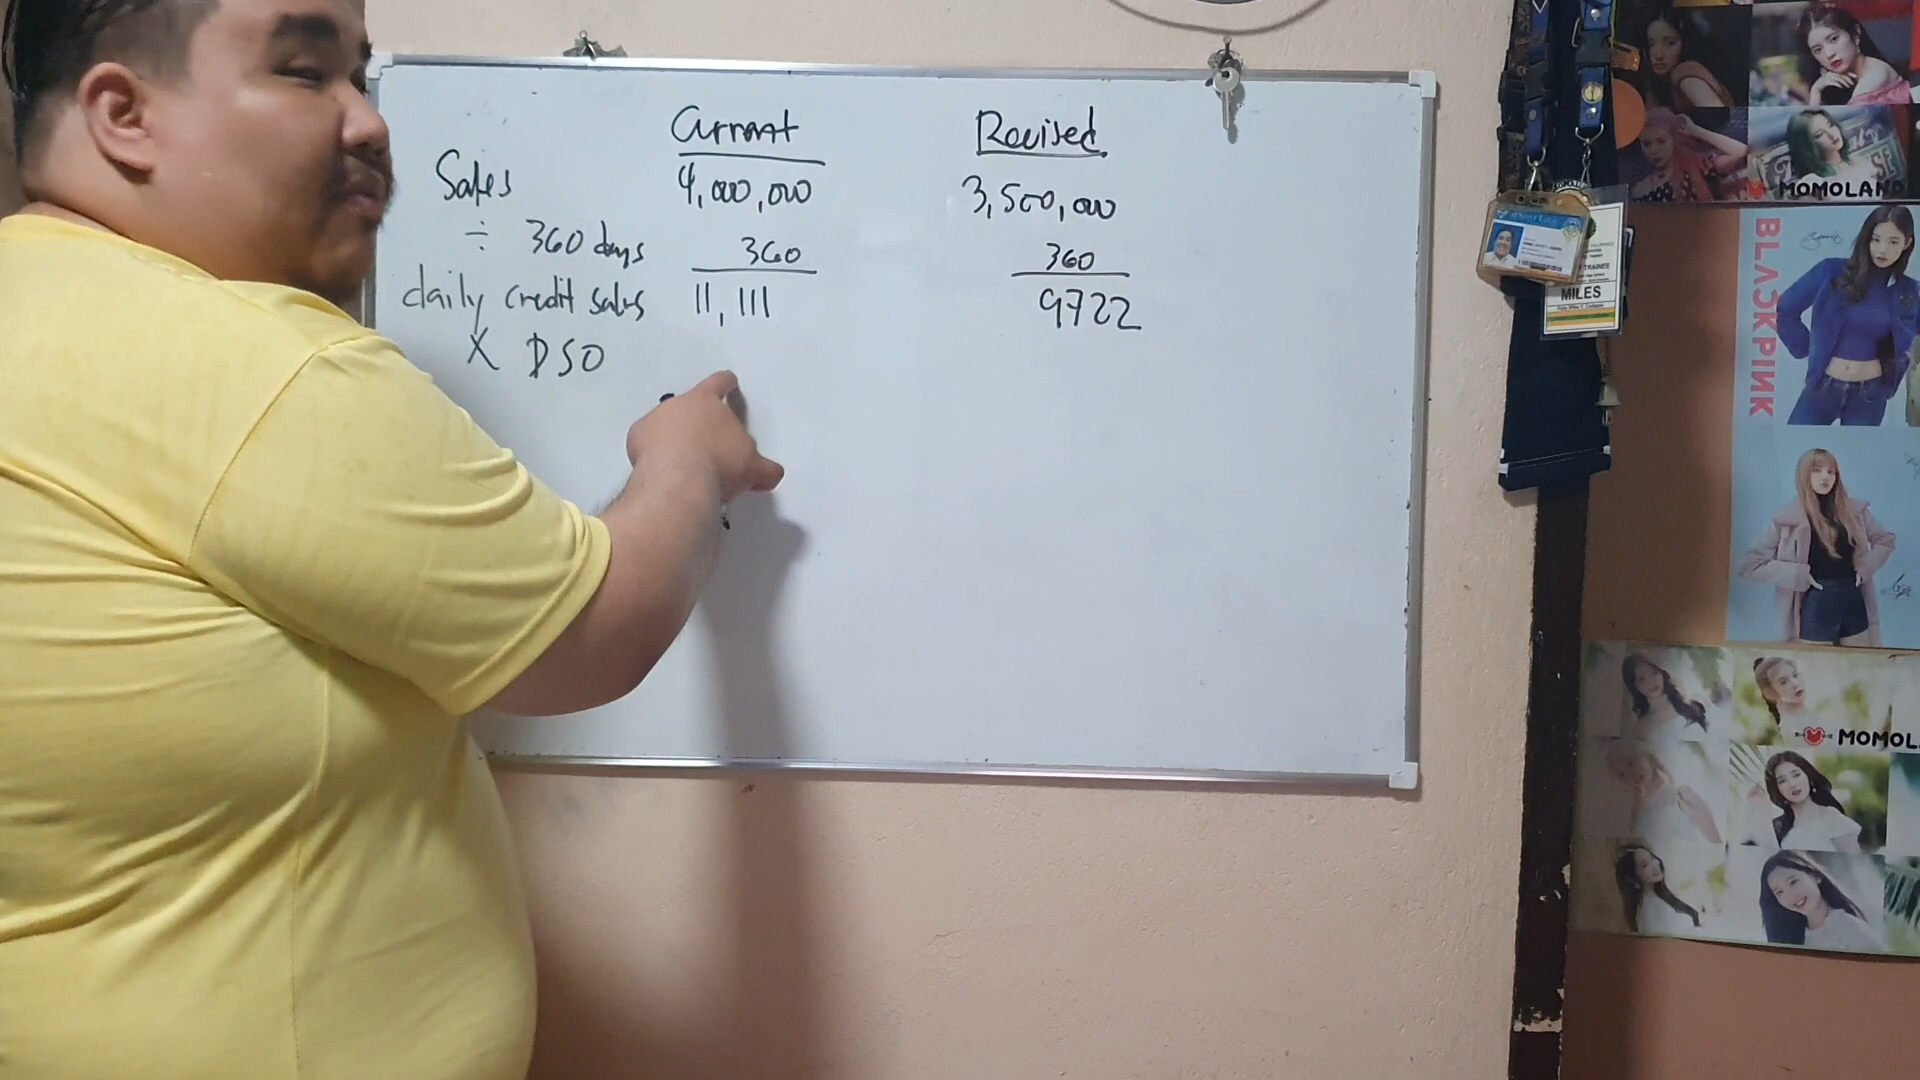 Current Revised
Sales 4,000,000 3,500,000
÷ 360 days 360 360
daily credit sales 11,111 9722
X DSO
MOMOLAND
BLACKPINK
TRAINEE
MILES
MOMOL